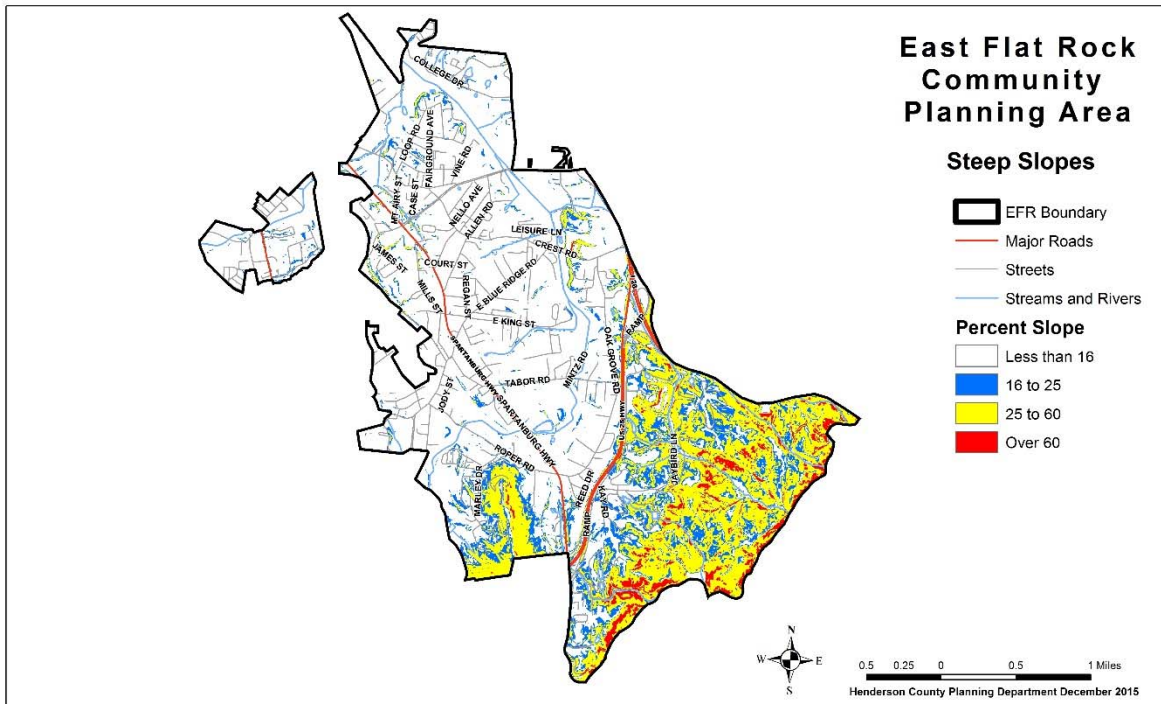 East Flat Rock
Community
Planning Area
Steep Slopes
EFR Boundary
Major Roads
Streets
Streams and Rivers
Percent Slope
Less than 16
16 to 25
25 to 60
Over 60
COLLEGE DR
LOOP RD
FAIRGROUND AVE
VINE RD
MT AIRY ST
CASE ST
NELLO AVE
ALLEN RD
LEISURE LN
CREST RD
JAMES ST
COURT ST
MILLS ST
REGAN ST
E BLUE RIDGE RD
E KING ST
RAMP
OAK GROVE RD
MINTZ RD
SPARTANBURG HWY
TABOR RD
JODY ST
SPARTANBURG HWY
US 25 HWY
JAYBIRD LN
ROPER RD
MARLEY DR
REED DR
KAY RD
RAMP
N
W E
S
0.5 0.25 0 0.5 1 Miles
Henderson County Planning Department December 2015